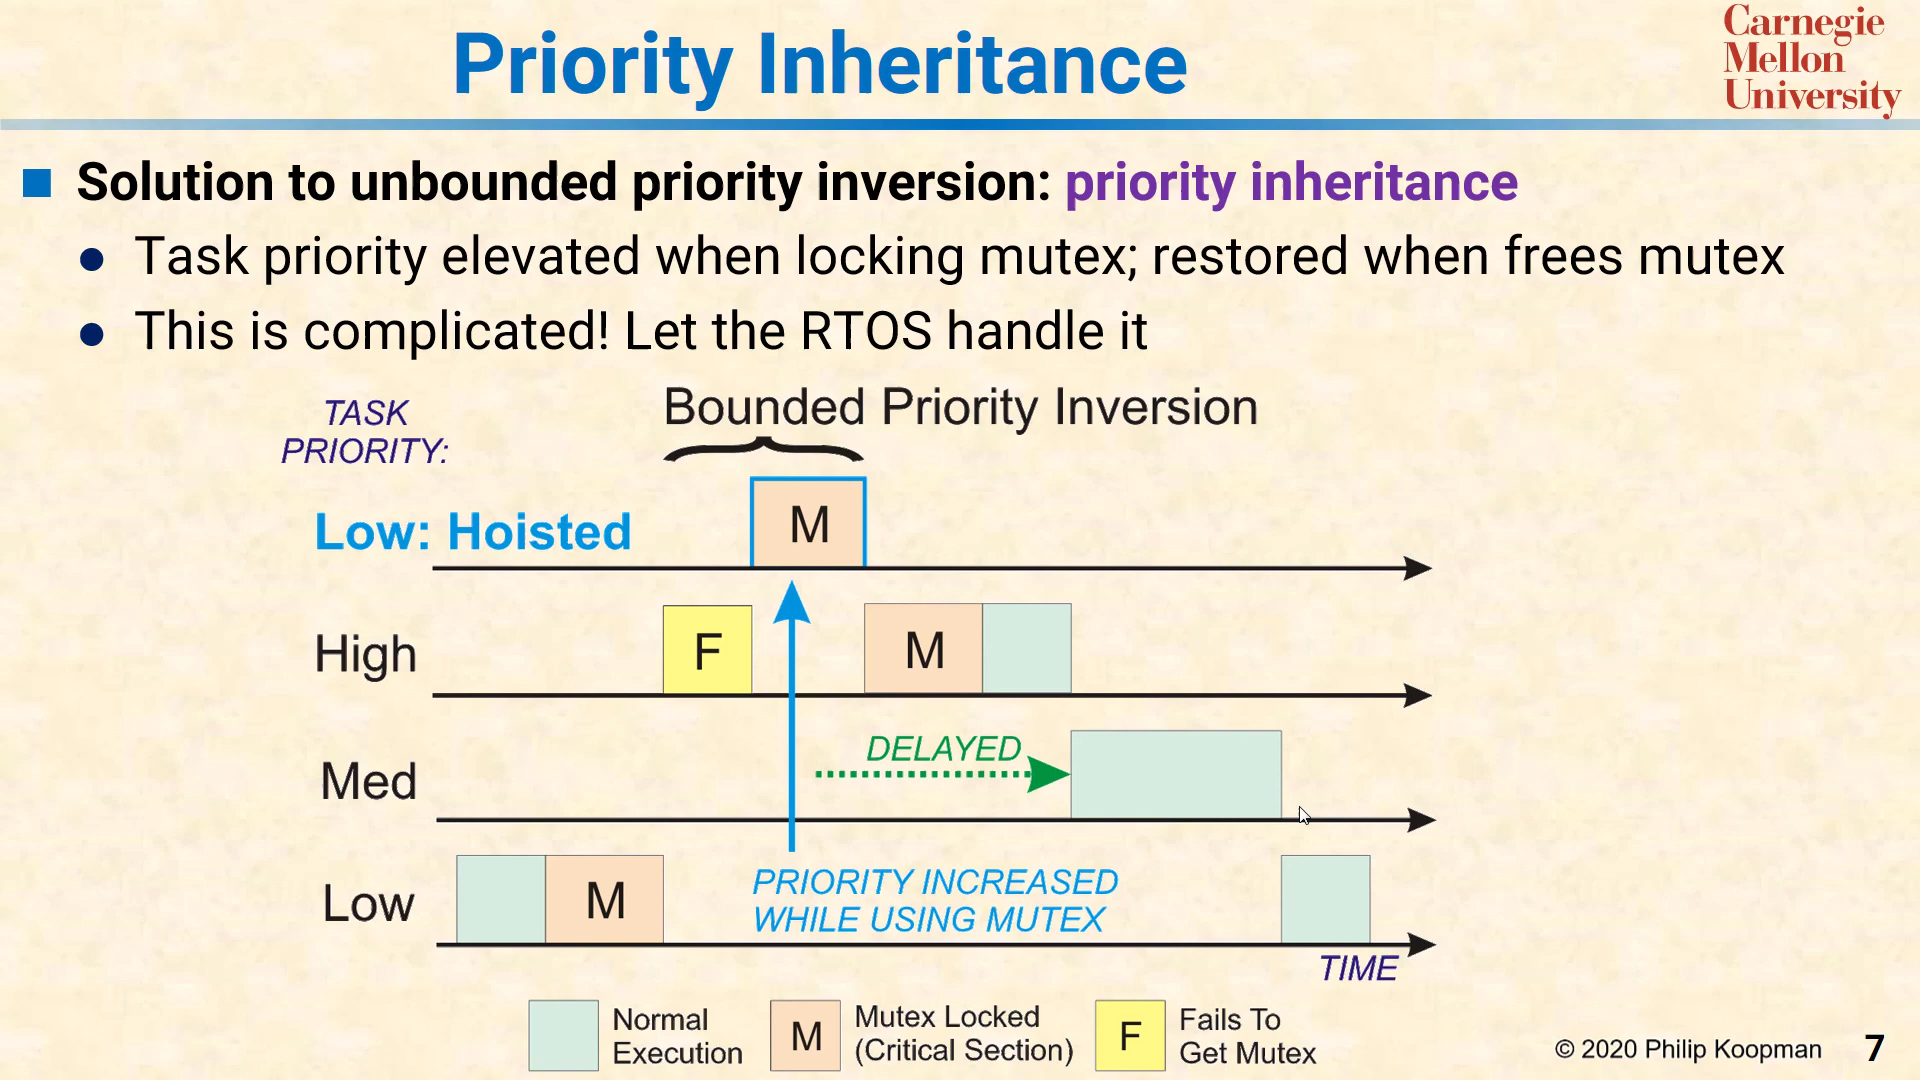 Priority Inheritance
Carnegie
Mellon
University
Solution to unbounded priority inversion: priority inheritance
Task priority elevated when locking mutex; restored when frees mutex
This is complicated! Let the RTOS handle it
TASK
PRIORITY:
Bounded Priority Inversion
Low: Hoisted
M
High
F
M
DELAYED
Med
Low
M
PRIORITY INCREASED
WHILE USING MUTEX
TIME
Normal
Execution
M
Mutex Locked
(Critical Section)
F
Fails To
Get Mutex
© 2020 Philip Koopman
7